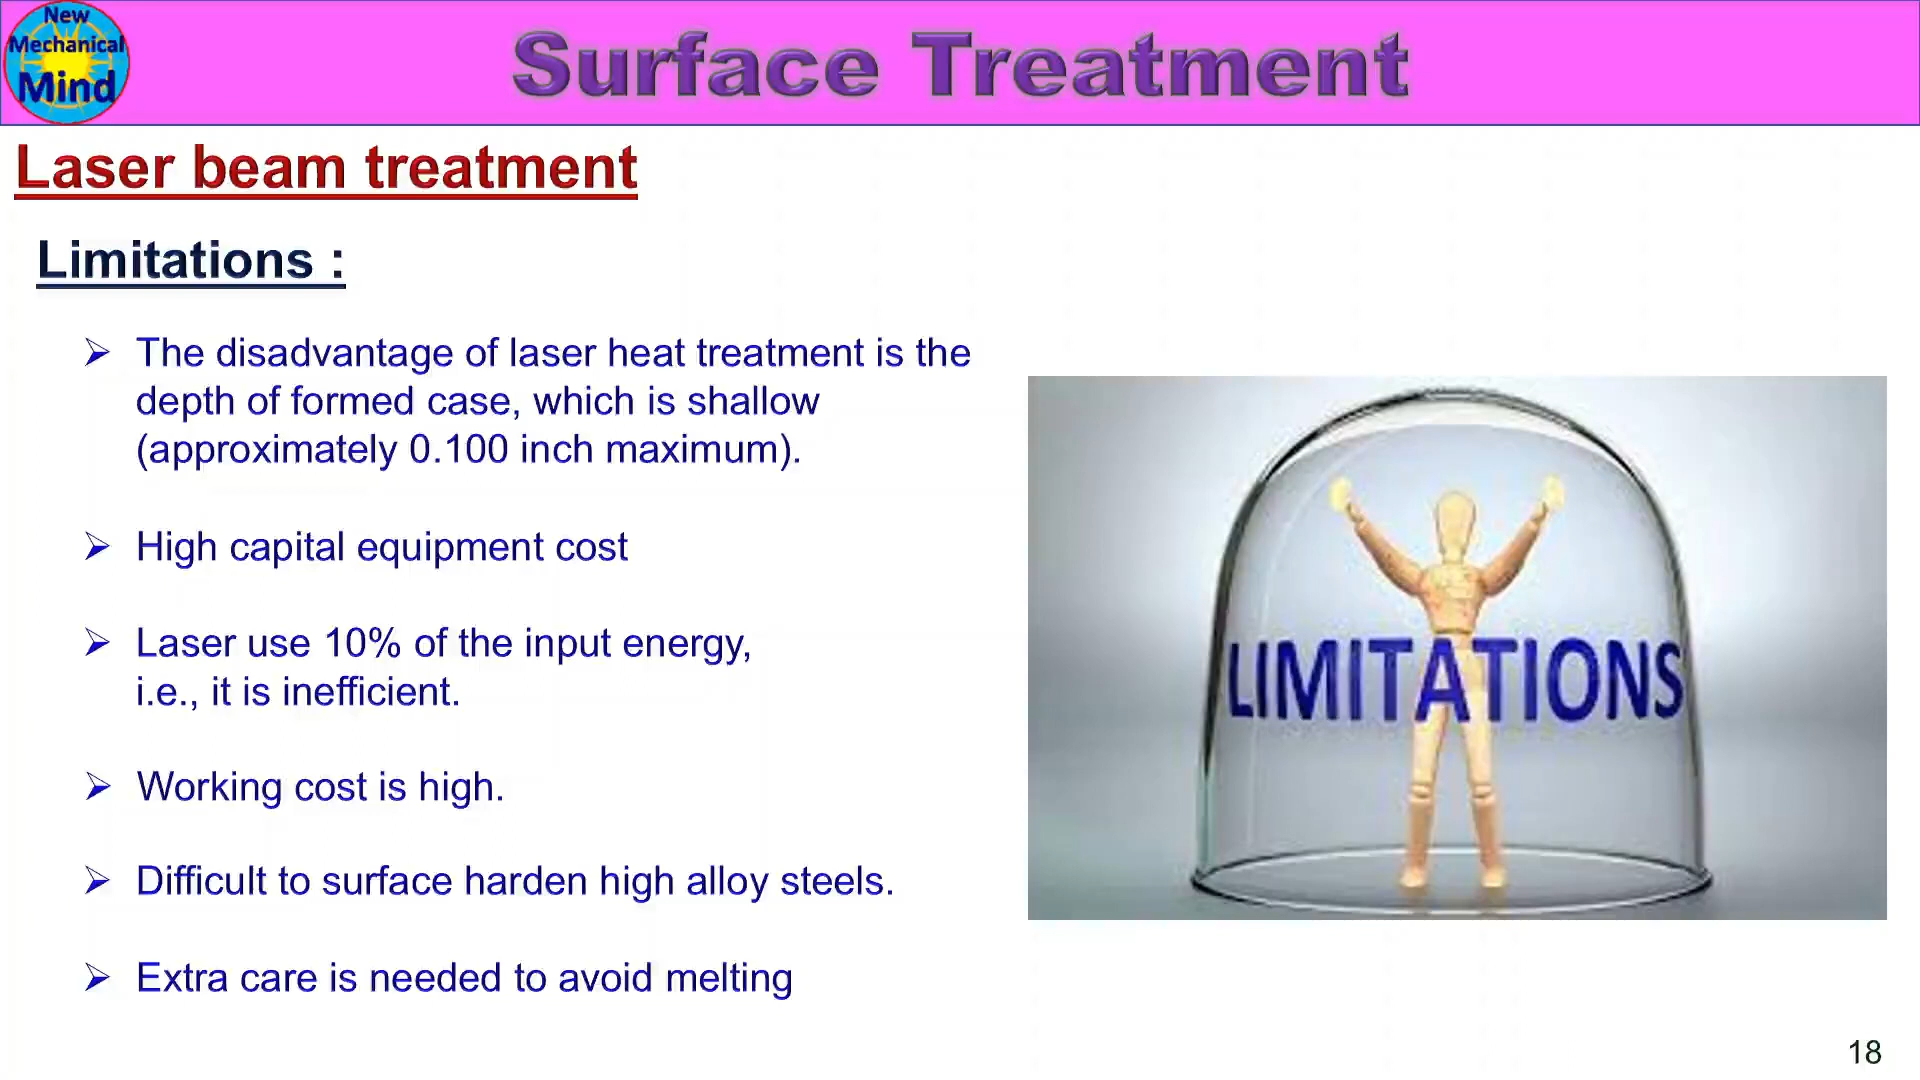 New
Mechanical
Mind
Surface Treatment
Laser beam treatment
Limitations :
➢ The disadvantage of laser heat treatment is the
depth of formed case, which is shallow
(approximately 0.100 inch maximum).
➢ High capital equipment cost
➢ Laser use 10% of the input energy,
i.e., it is inefficient.
➢ Working cost is high.
➢ Difficult to surface harden high alloy steels.
➢ Extra care is needed to avoid melting
LIMITATIONS
18